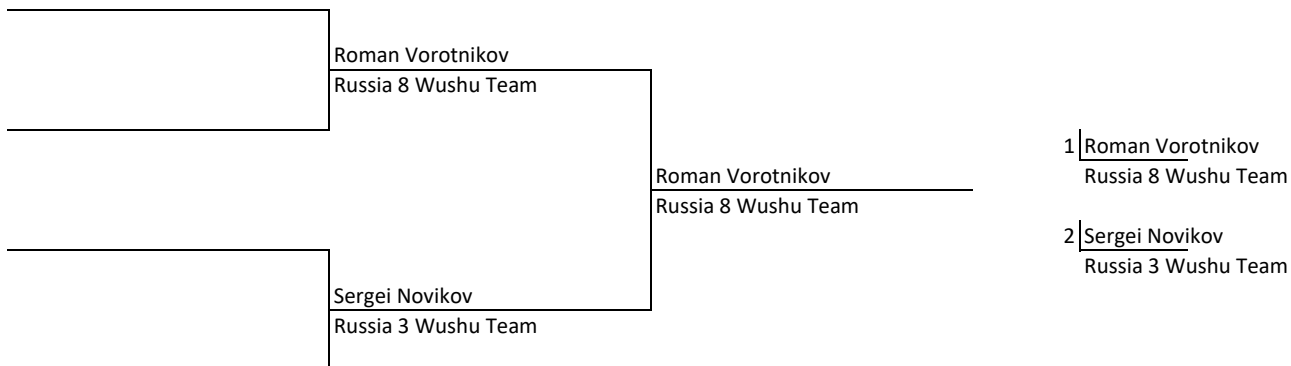 Roman Vorotnikov
Russia 8 Wushu Team
1 Roman Vorotnikov
Roman Vorotnikov
Russia 8 Wushu Team
Russia 8 Wushu Team
2 Sergei Novikov
Russia 3 Wushu Team
Sergei Novikov
Russia 3 Wushu Team